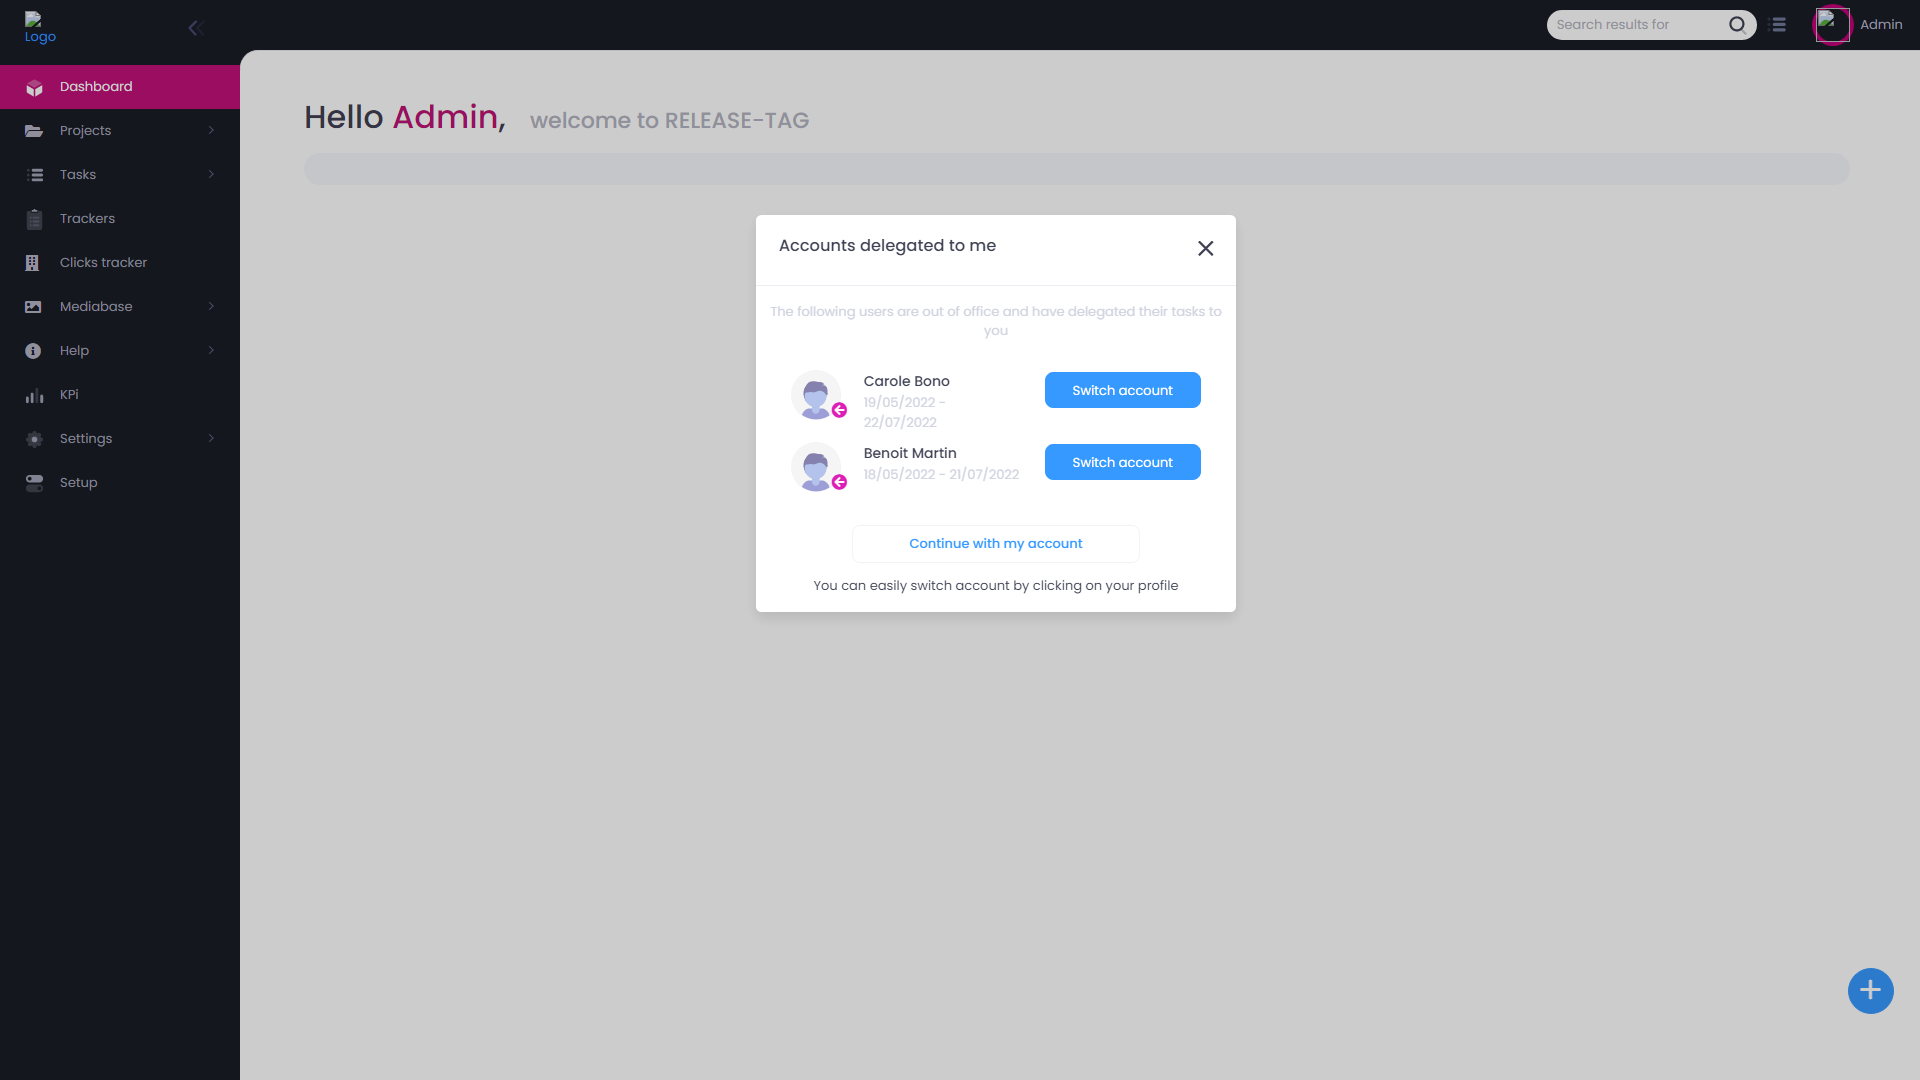 Logo
Search results for
Admin
Dashboard
Projects
Tasks
Trackers
Clicks tracker
Mediabase
Help
KPi
Settings
Setup
Hello Admin, welcome to RELEASE-TAG
Accounts delegated to me
The following users are out of office and have delegated their tasks to
you
Carole Bono
19/05/2022 -
22/07/2022
Switch account
Benoit Martin
18/05/2022 - 21/07/2022
Switch account
Continue with my account
You can easily switch account by clicking on your profile